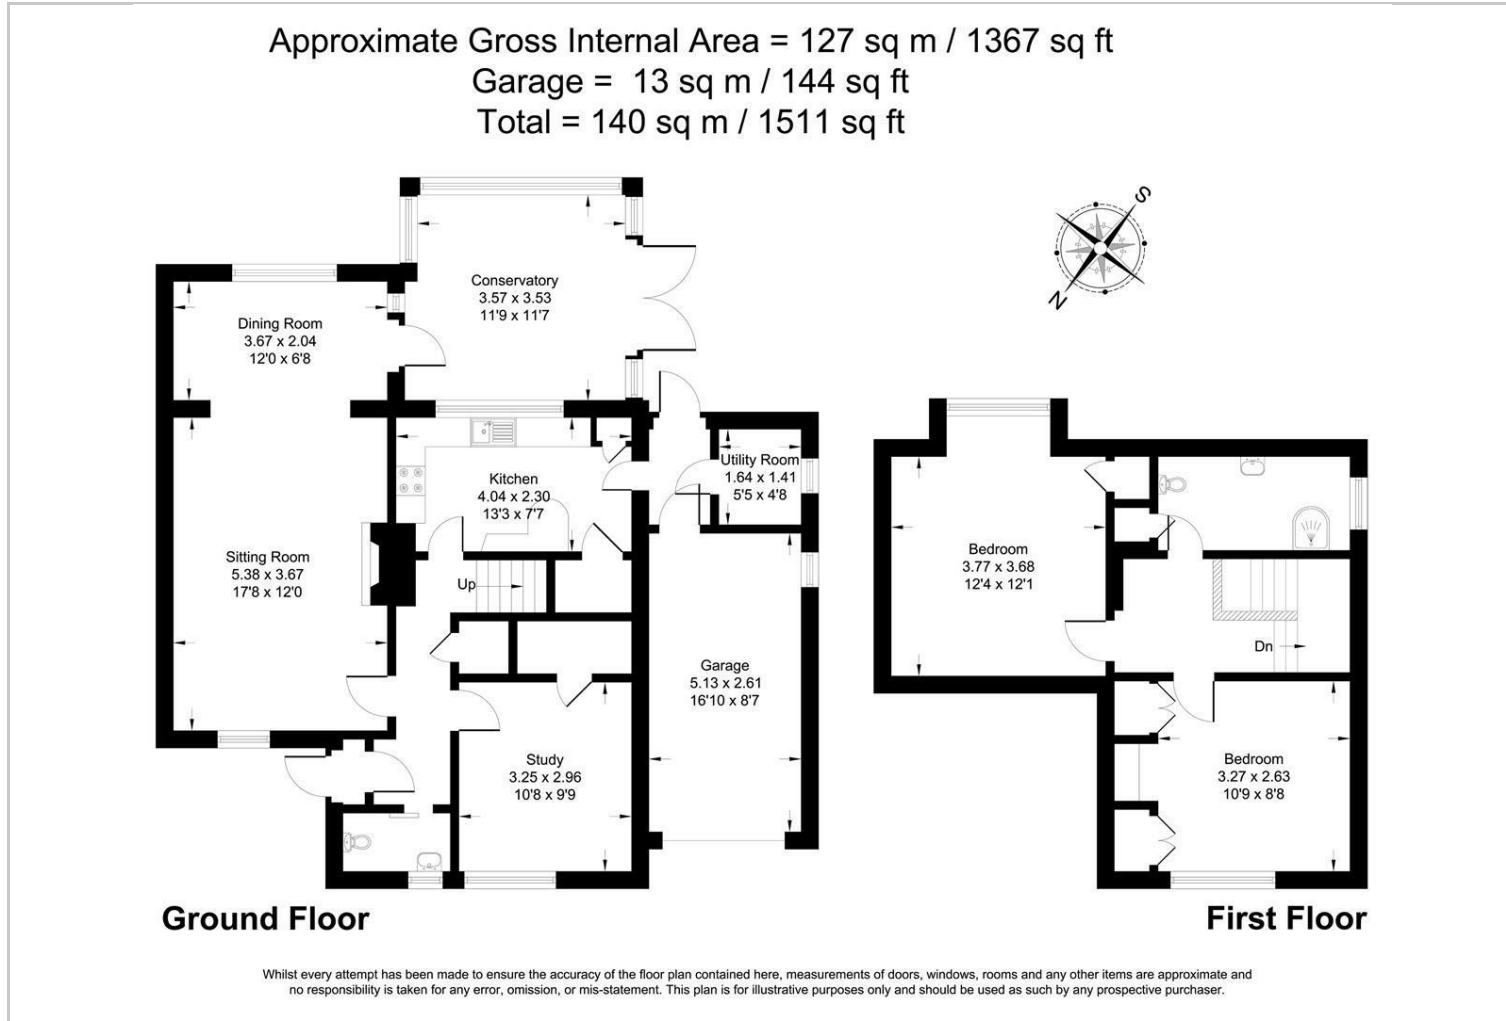 Approximate Gross Internal Area = 127 sq m / 1367 sq ft
Garage = 13 sq m / 144 sq ft
Total = 140 sq m / 1511 sq ft
S
N
Conservatory
3.57 x 3.53
11'9 x 11'7
Dining Room
3.67 x 2.04
12'0 x 6'8
Kitchen
4.04 x 2.30
13'3 x 7'7
Utility Room
1.64 x 1.41
5'5 x 4'8
Sitting Room
5.38 x 3.67
17'8 x 12'0
Up
Garage
5.13 x 2.61
16'10 x 8'7
Study
3.25 x 2.96
10'8 x 9'9
Ground Floor
Bedroom
3.77 x 3.68
12'4 x 12'1
Dn
Bedroom
3.27 x 2.63
10'9 x 8'8
First Floor
Whilst every attempt has been made to ensure the accuracy of the floor plan contained here, measurements of doors, windows, rooms and any other items are approximate and
no responsibility is taken for any error, omission, or mis-statement. This plan is for illustrative purposes only and should be used as such by any prospective purchaser.